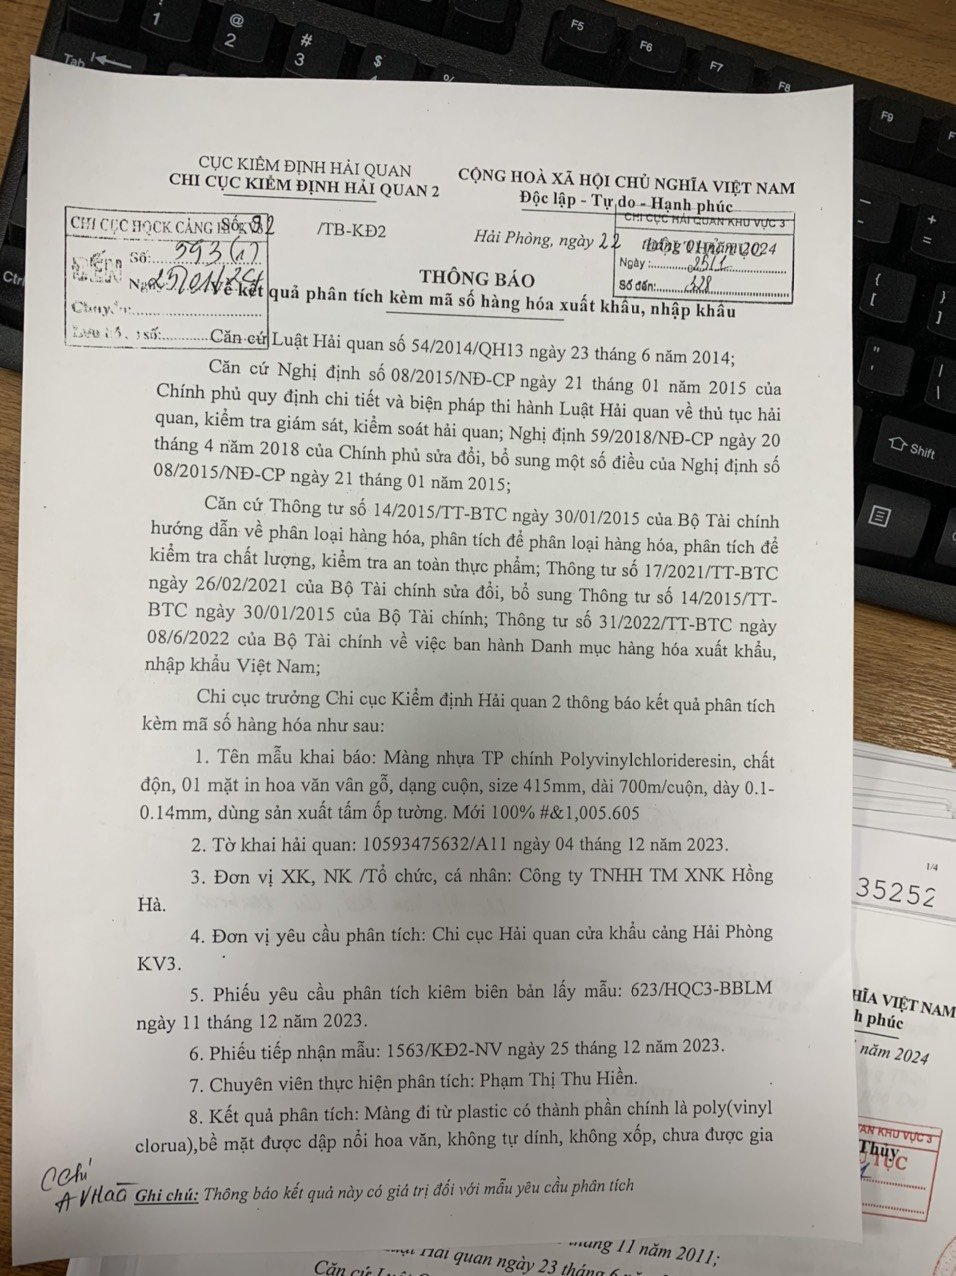 1
@
2
#
3
$
%
F5
F6
F7
F8
F9
Tab
Ctrl
+
=
{
[
}
]
"
'
|
\
Shift
CỤC KIỂM ĐỊNH HẢI QUAN
CHI CỤC KIỂM ĐỊNH HẢI QUAN 2
CỘNG HOÀ XÃ HỘI CHỦ NGHĨA VIỆT NAM
Độc lập - Tự do - Hạnh phúc
CHI CỤC HQCK CẢNG
Số: 92 /TB-KĐ2
Số: 593 (1)
Ngày
Chuyển:
số:
Hải Phòng, ngày 22 tháng 01 năm 2024
CHI CỤC HẢI QUAN KHU VỰC 3
Ngày: 25/1
Số đến: 328
THÔNG BÁO
Về kết quả phân tích kèm mã số hàng hóa xuất khẩu, nhập khẩu
Căn cứ Luật Hải quan số 54/2014/QH13 ngày 23 tháng 6 năm 2014;
Căn cứ Nghị định số 08/2015/NĐ-CP ngày 21 tháng 01 năm 2015 của
Chính phủ quy định chi tiết và biện pháp thi hành Luật Hải quan về thủ tục hải
quan, kiểm tra giám sát, kiểm soát hải quan; Nghị định 59/2018/NĐ-CP ngày 20
tháng 4 năm 2018 của Chính phủ sửa đổi, bổ sung một số điều của Nghị định số
08/2015/NĐ-CP ngày 21 tháng 01 năm 2015;
Căn cứ Thông tư số 14/2015/TT-BTC ngày 30/01/2015 của Bộ Tài chính
hướng dẫn về phân loại hàng hóa, phân tích để phân loại hàng hóa, phân tích để
kiểm tra chất lượng, kiểm tra an toàn thực phẩm; Thông tư số 17/2021/TT-BTC
ngày 26/02/2021 của Bộ Tài chính sửa đổi, bổ sung Thông tư số 14/2015/TT-
BTC ngày 30/01/2015 của Bộ Tài chính; Thông tư số 31/2022/TT-BTC ngày
08/6/2022 của Bộ Tài chính về việc ban hành Danh mục hàng hóa xuất khẩu,
nhập khẩu Việt Nam;
Chi cục trưởng Chi cục Kiểm định Hải quan 2 thông báo kết quả phân tích
kèm mã số hàng hóa như sau:
1. Tên mẫu khai báo: Màng nhựa TP chính Polyvinylchlorideresin, chất
độn, 01 mặt in hoa văn vân gỗ, dạng cuộn, size 415mm, dài 700m/cuộn, dày 0.1-
0.14mm, dùng sản xuất tấm ốp tường. Mới 100% #&1,005.605
2. Tờ khai hải quan: 10593475632/A11 ngày 04 tháng 12 năm 2023.
3. Đơn vị XK, NK /Tổ chức, cá nhân: Công ty TNHH TM XNK Hồng
Hà.
4. Đơn vị yêu cầu phân tích: Chi cục Hải quan cửa khẩu cảng Hải Phòng
KV3.
5. Phiếu yêu cầu phân tích kiêm biên bản lấy mẫu: 623/HQC3-BBLM
ngày 11 tháng 12 năm 2023.
6. Phiếu tiếp nhận mẫu: 1563/KĐ2-NV ngày 25 tháng 12 năm 2023.
7. Chuyên viên thực hiện phân tích: Phạm Thị Thu Hiền.
8. Kết quả phân tích: Màng đi từ plastic có thành phần chính là poly(vinyl
clorua),bề mặt được dập nổi hoa văn, không tự dính, không xốp, chưa được gia
Ghi chú: Thông báo kết quả này có giá trị đối với mẫu yêu cầu phân tích
1/4
35252
HĨA VIỆT NAM
h phúc
năm 2024
AN KHU VỰC 3
Thủy
TỤC
tháng 11 năm 2011;
Hải quan ngày 23 tháng 6
Căn cứ